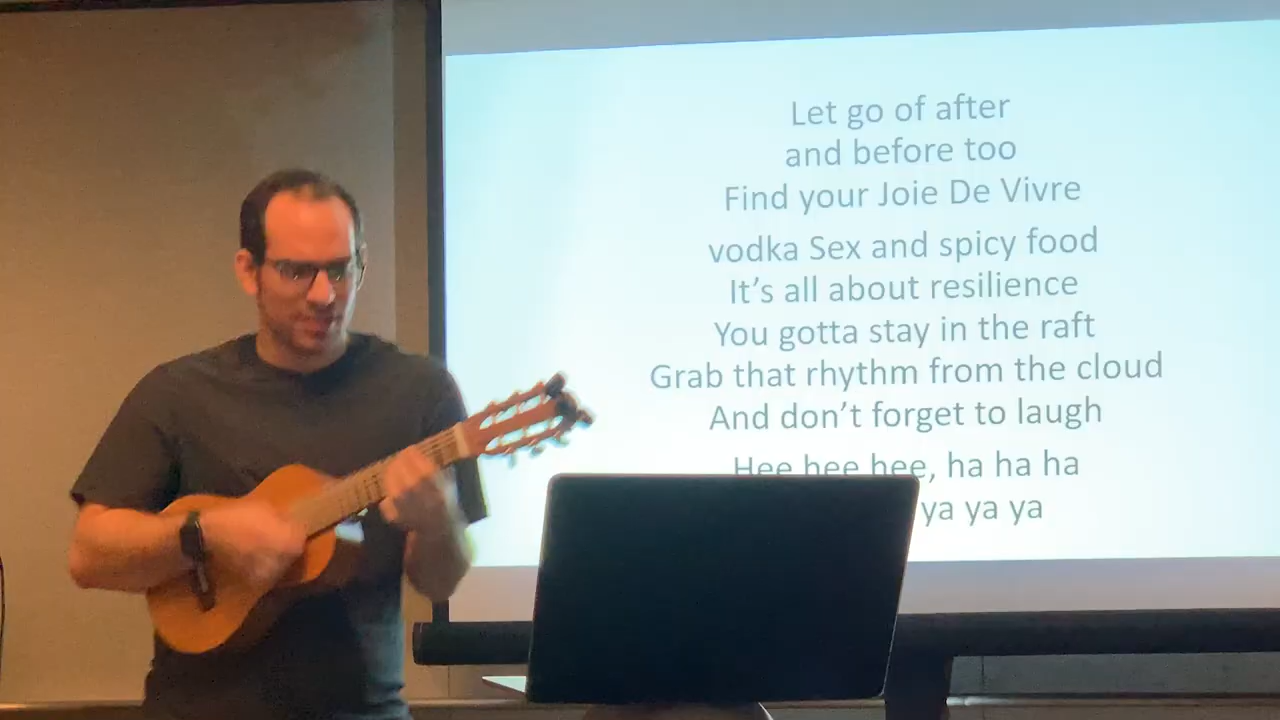 Let go of after
and before too
Find your Joie De Vivre
vodka Sex and spicy food
It's all about resilience
You gotta stay in the raft
Grab that rhythm from the cloud
And don't forget to laugh
Hee hee hee, ha ha ha
ya ya ya